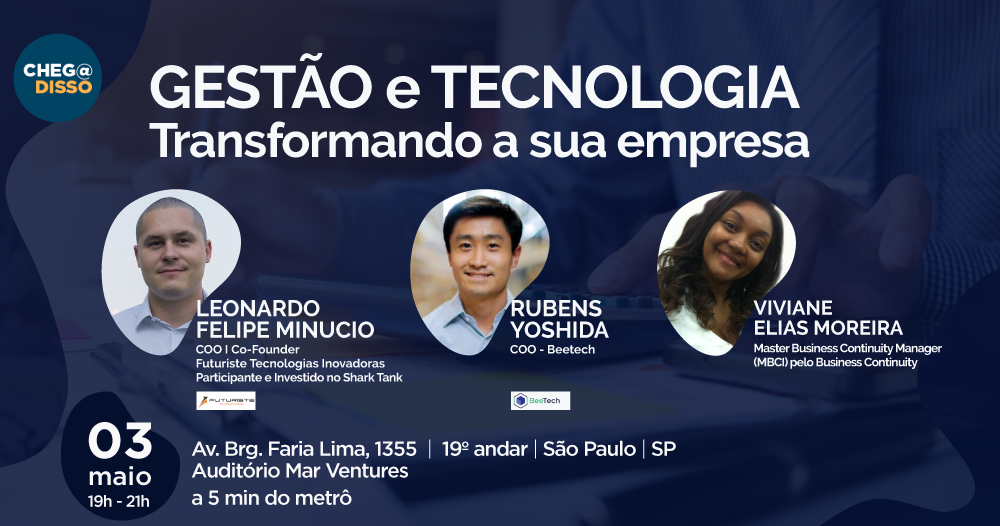 CHEG@
DISSO
GESTÃO e TECNOLOGIA
Transformando a sua empresa
LEONARDO
FELIPE MINUCIO
COO I Co-Founder
Futuriste Tecnologias Inovadoras
Participante e Investido no Shark Tank
FUTURISTE
RUBENS
YOSHIDA
COO - Beetech
BeeTech
VIVIANE
ELIAS MOREIRA
Master Business Continuity Manager
(MBCI) pelo Business Continuity
03
maio
19h - 21h
Av. Brg. Faria Lima, 1355 | 19º andar | São Paulo | SP
Auditório Mar Ventures
a 5 min do metrô